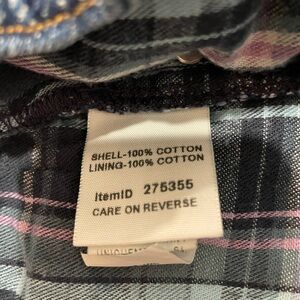 SHELL-100% COTTON
LINING-100% COTTON
ItemID 275355
CARE ON REVERSE